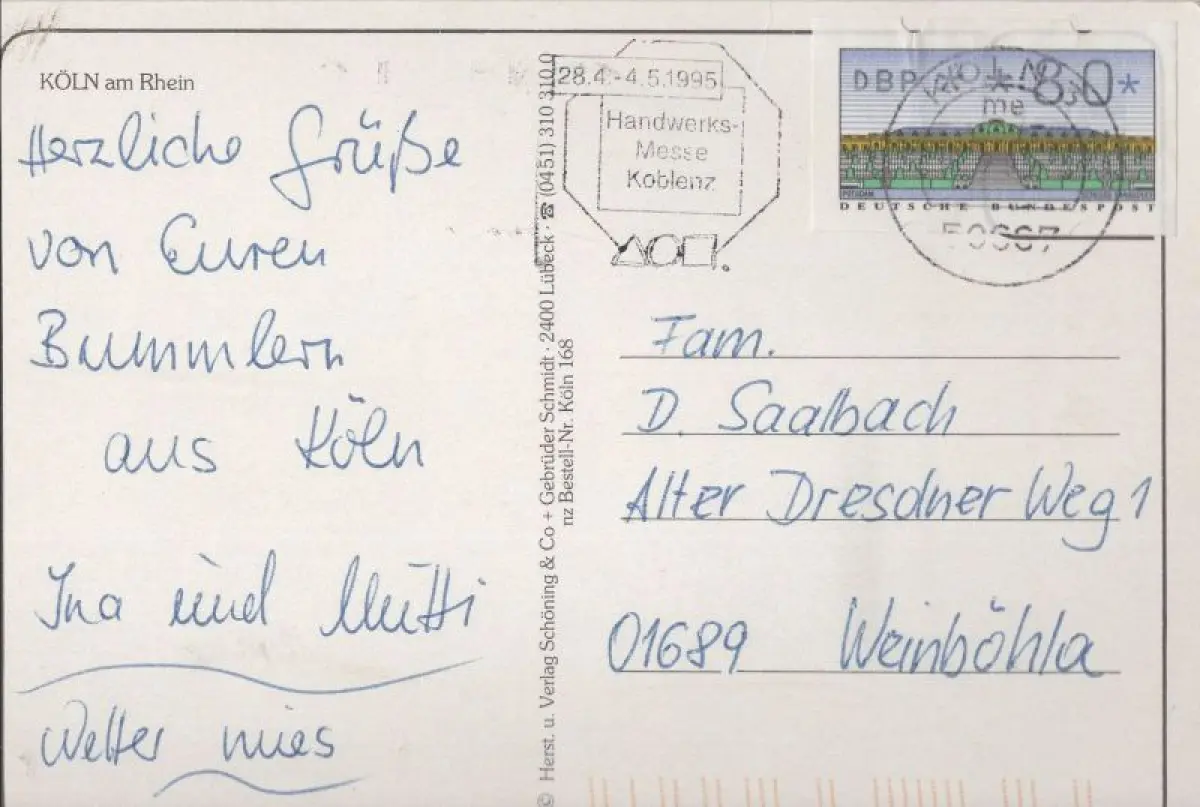 KÖLN am Rhein
Herzliche Grüße
von Euren
Bummlern
aus Köln
Ina und Mutti
Wetter mies
© Herst. u. Verlag Schöning & Co + Gebrüder Schmidt · 2400 Lübeck · ☎ (0451) 310 310
nz Bestell-Nr. Köln 168
28.4.-4.5.1995
Handwerks-
Messe
Koblenz
DBP *80*
me
DEUTSCHE BUNDESPOST
50667
Fam.
D. Saalbach
Alter Dresdner Weg 1
01689 Weinböhla